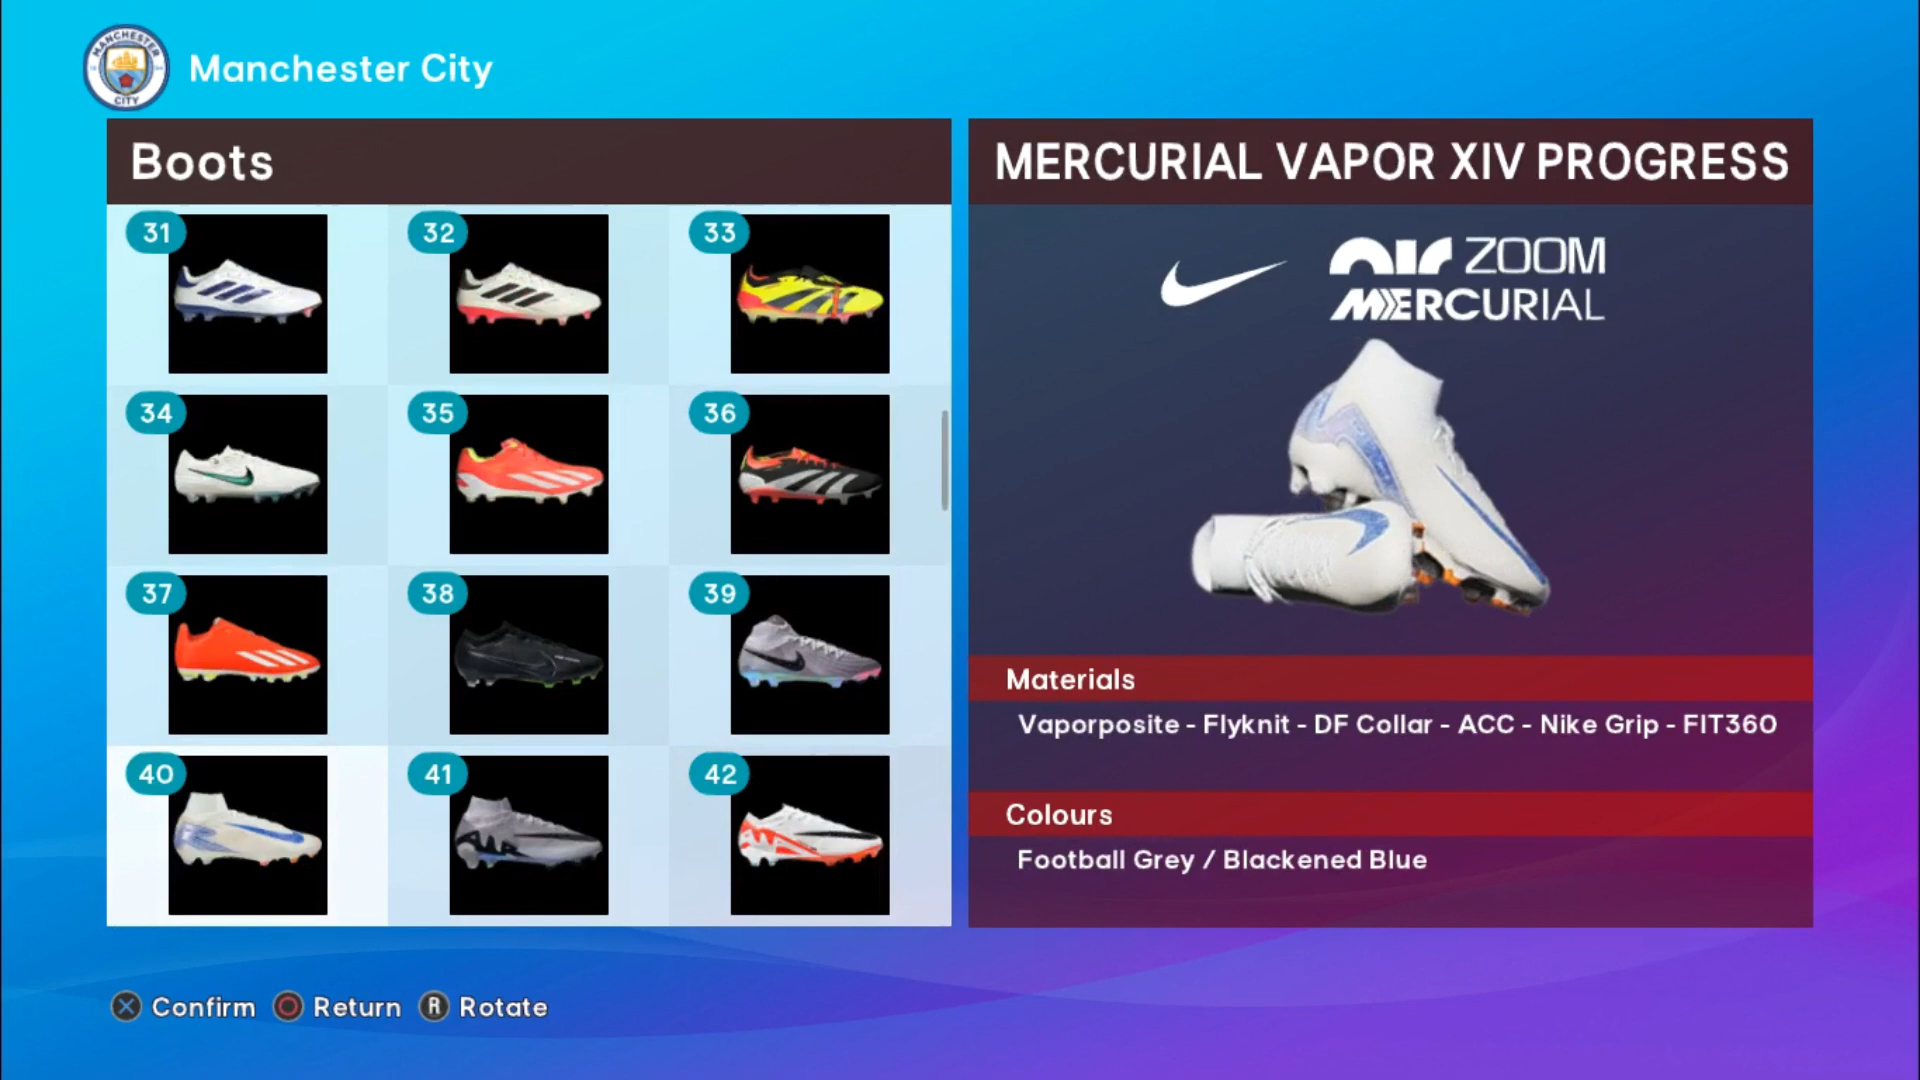 MANCHESTER
CITY
Manchester City
Boots
31
32
33
34
35
36
37
38
39
40
41
42
MERCURIAL VAPOR XIV PROGRESS
air ZOOM
MERCURIAL
Materials
Vaporposite - Flyknit - DF Collar - ACC - Nike Grip - FIT360
Colours
Football Grey / Blackened Blue
Confirm
Return
R Rotate